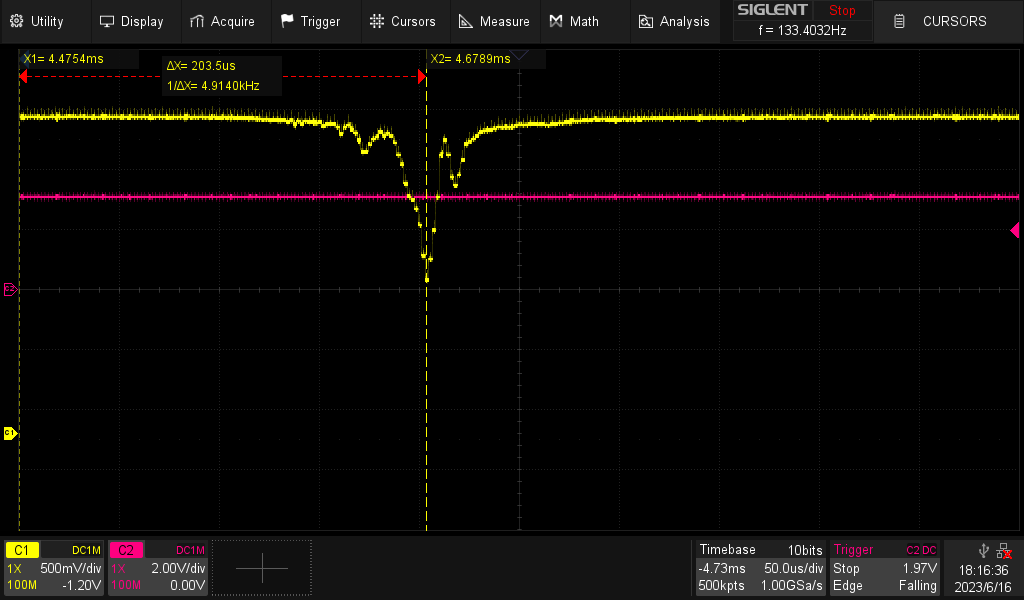 Utility Display Acquire Trigger Cursors Measure Math Analysis
SIGLENT Stop
f = 133.4032Hz
CURSORS
X1= 4.4754ms
ΔX= 203.5us
1/ΔX= 4.9140kHz
X2= 4.6789ms
C2
C1
C1 DC1M
1X 500mV/div
100M -1.20V
C2 DC1M
1X 2.00V/div
100M 0.00V
Timebase 10bits
-4.73ms 50.0us/div
500kpts 1.00GSa/s
Trigger C2 DC
Stop 1.97V
Edge Falling
18:16:36
2023/6/16